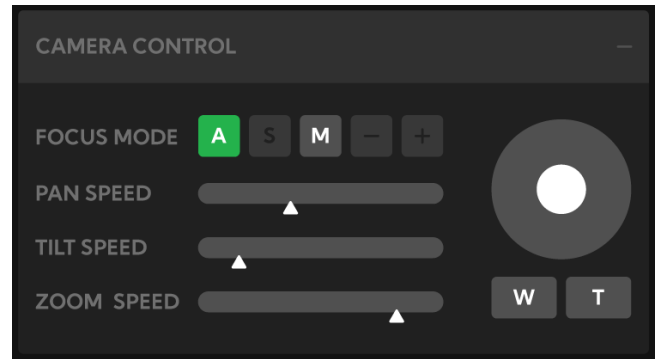 CAMERA CONTROL −
FOCUS MODE A S M − +
PAN SPEED
TILT SPEED
ZOOM SPEED
W T